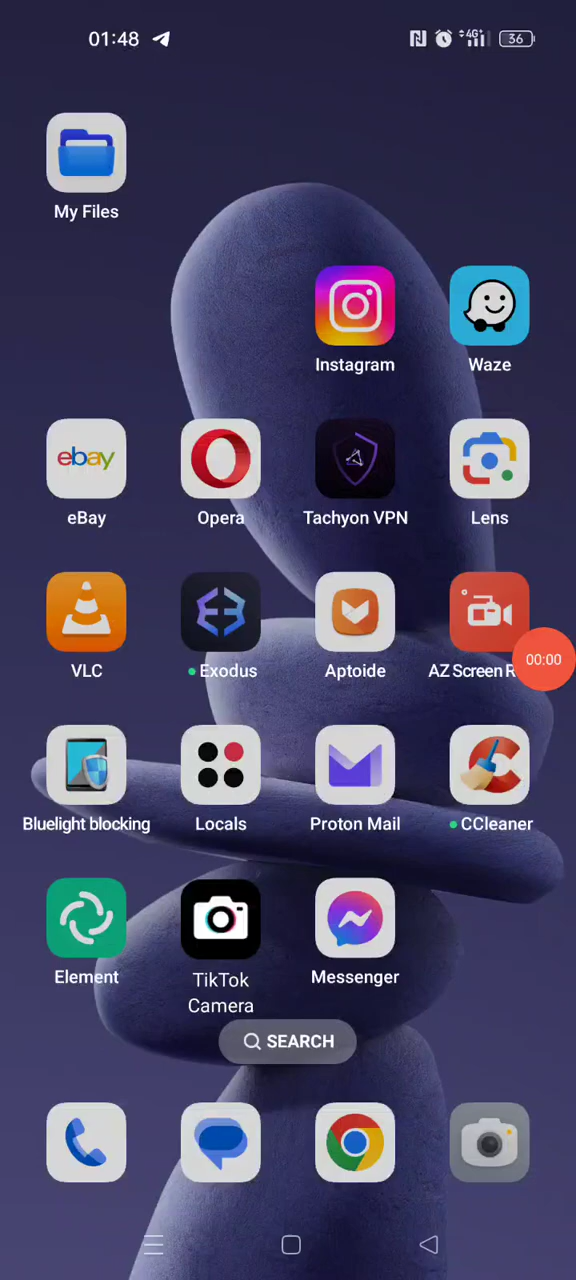 01:48
4G+
36
My Files
Instagram
Waze
ebay
eBay
Opera
Tachyon VPN
Lens
VLC
Exodus
Aptoide
AZ Screen R
00:00
Bluelight blocking
Locals
Proton Mail
CCleaner
Element
TikTok
Camera
Messenger
SEARCH